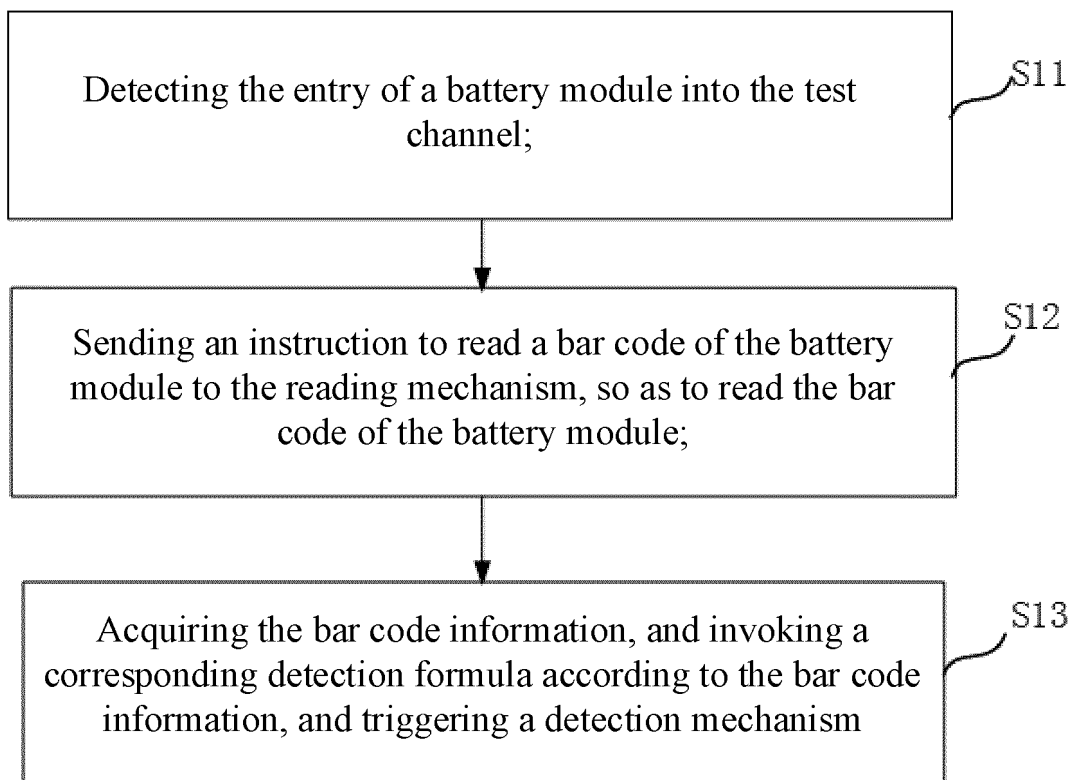 Detecting the entry of a battery module into the test
channel;
S11
Sending an instruction to read a bar code of the battery
module to the reading mechanism, so as to read the bar
code of the battery module;
S12
Acquiring the bar code information, and invoking a
corresponding detection formula according to the bar code
information, and triggering a detection mechanism
S13